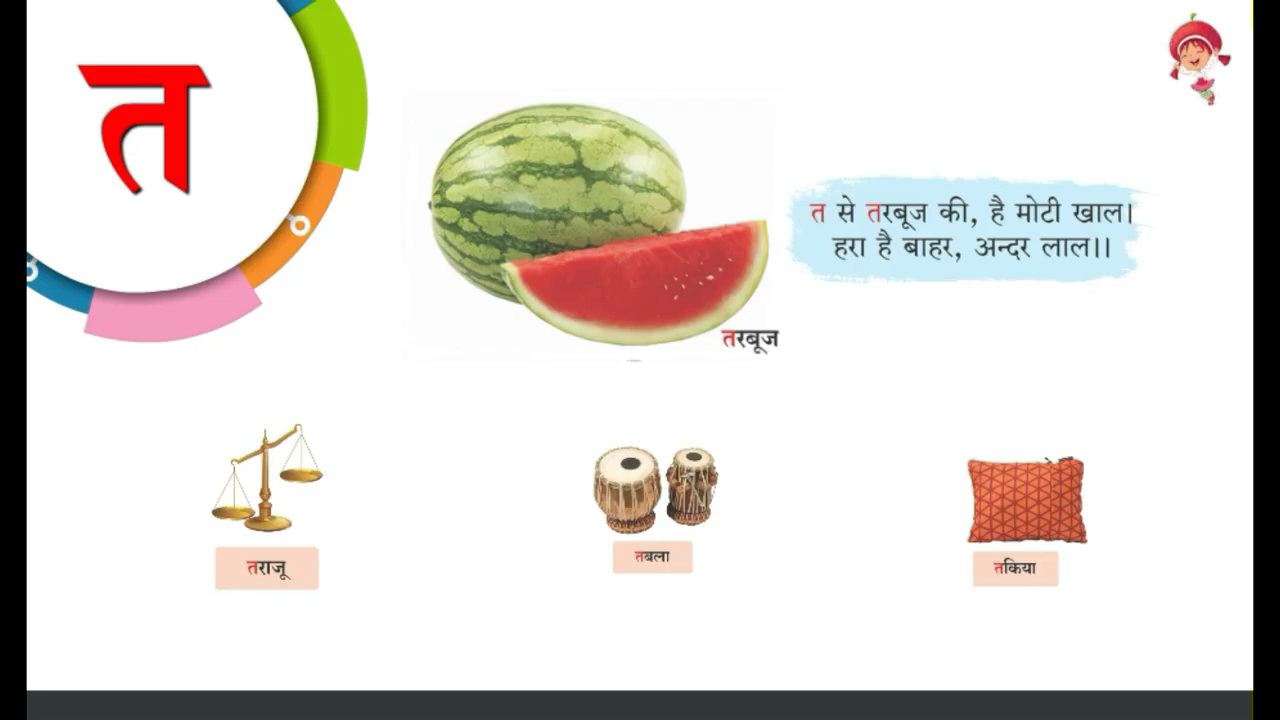 त
त से तरबूज की, है मोटी खाल।
हरा है बाहर, अन्दर लाल।।
तरबूज
तराजू
तबला
तकिया